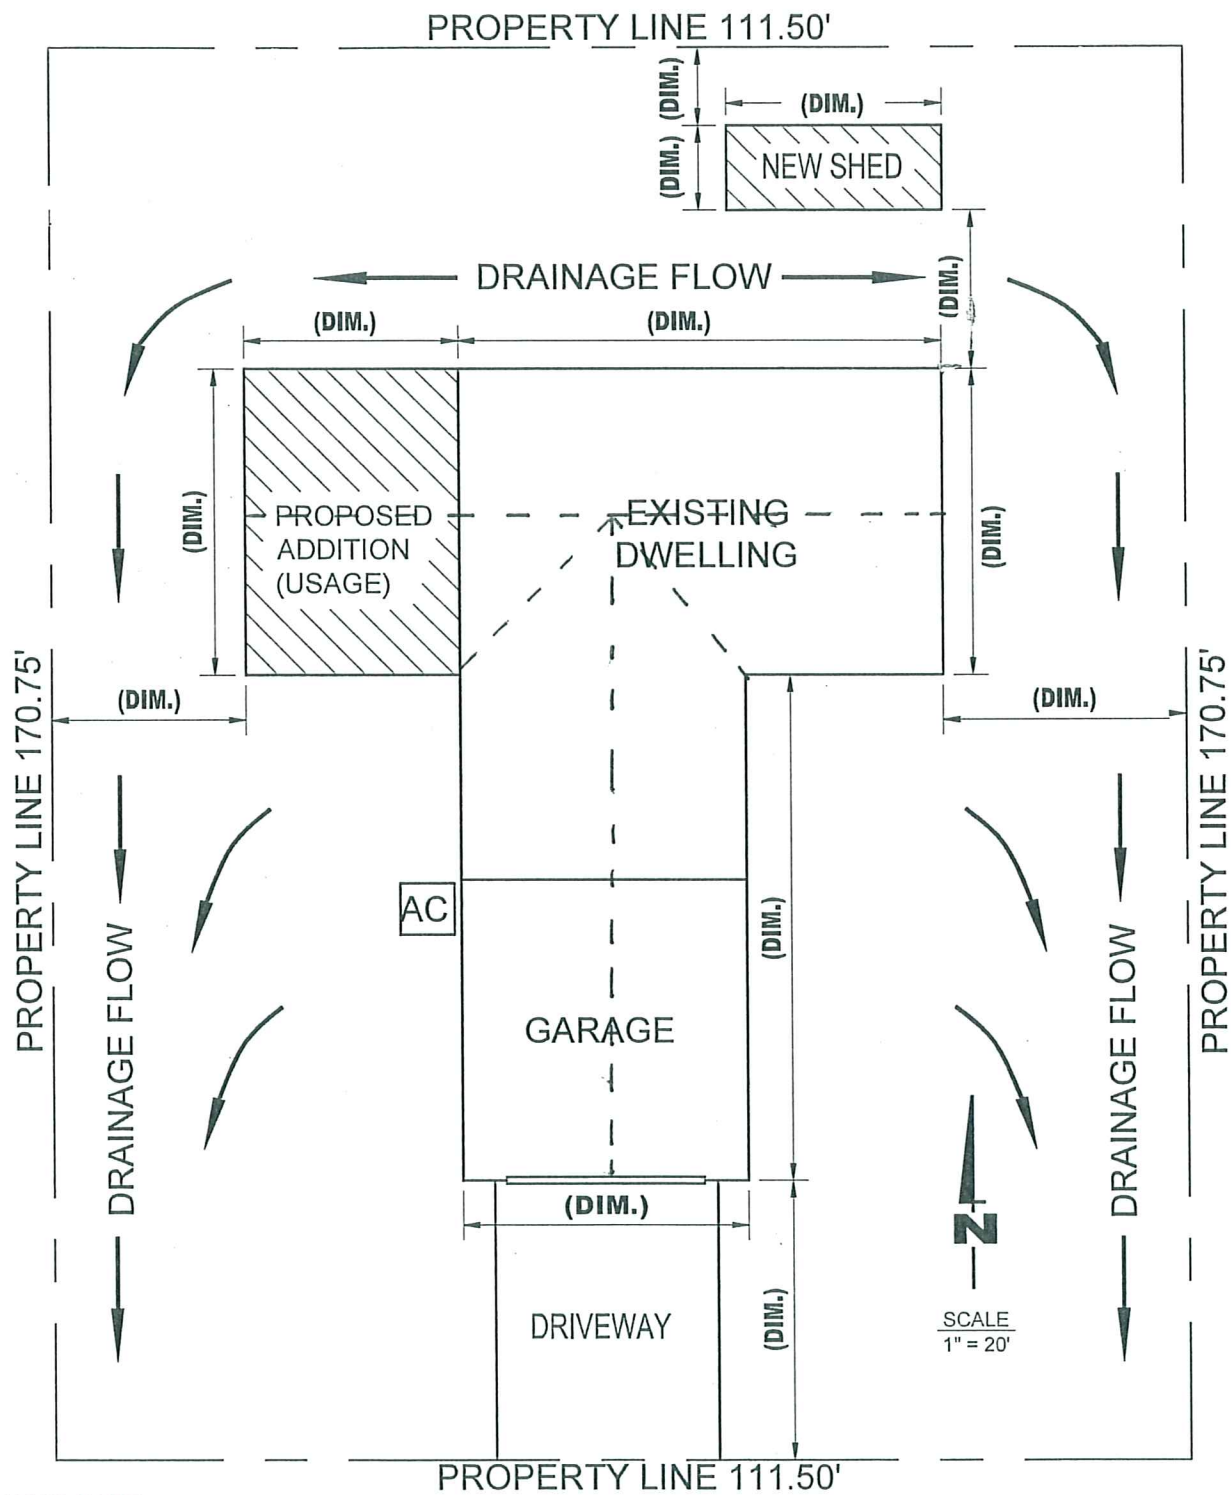 PROPERTY LINE 111.50'
(DIM.)
(DIM.)
(DIM.)
NEW SHED
DRAINAGE FLOW
(DIM.)
(DIM.)
(DIM.)
(DIM.)
PROPOSED
ADDITION
(USAGE)
EXISTING
DWELLING
(DIM.)
PROPERTY LINE 170.75'
(DIM.)
(DIM.)
PROPERTY LINE 170.75'
AC
(DIM.)
DRAINAGE FLOW
GARAGE
DRAINAGE FLOW
(DIM.)
N
DRIVEWAY
(DIM.)
SCALE
1" = 20'
PROPERTY LINE 111.50'